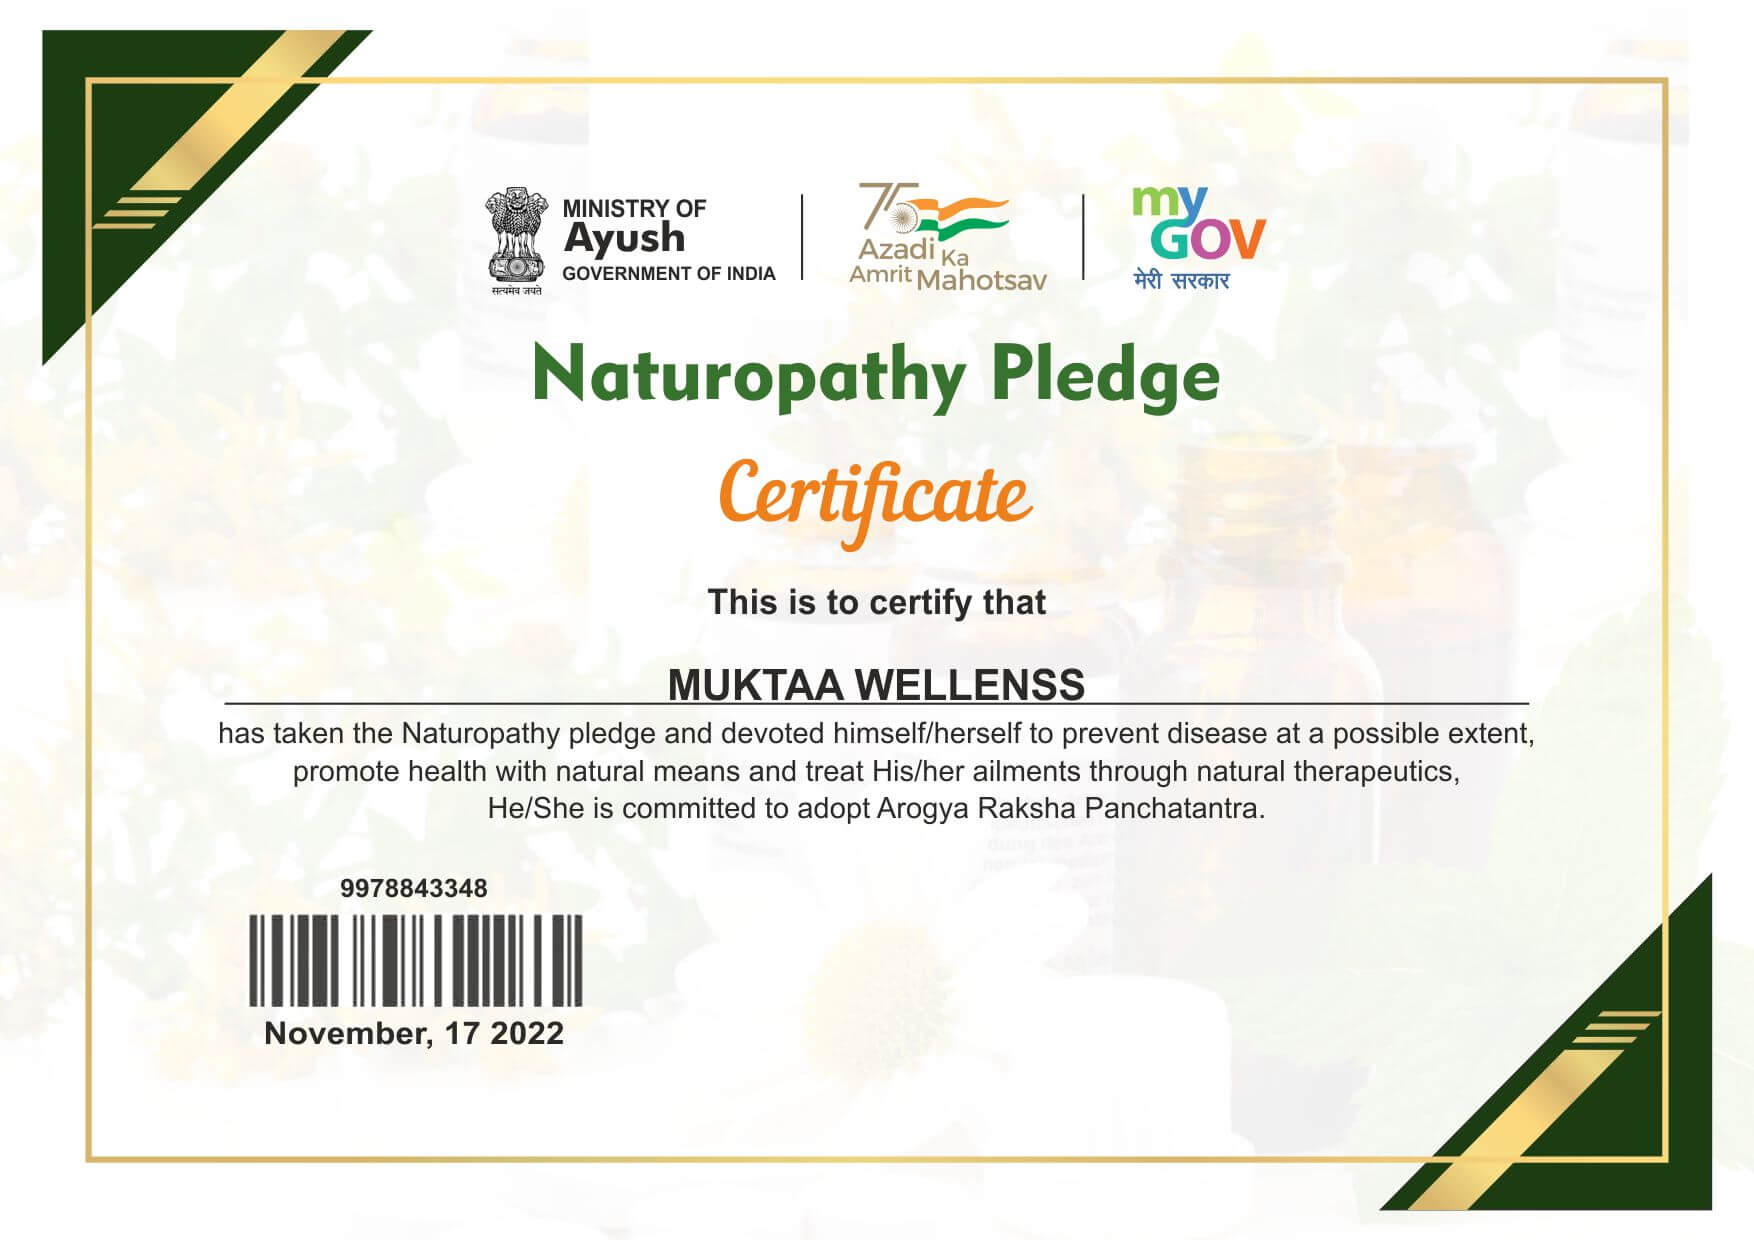 सत्यमेव जयते
MINISTRY OF
Ayush
GOVERNMENT OF INDIA
75
Azadi Ka
Amrit Mahotsav
my
GOV
मेरी सरकार
Naturopathy Pledge
Certificate
This is to certify that
MUKTAA WELLENSS
has taken the Naturopathy pledge and devoted himself/herself to prevent disease at a possible extent,
promote health with natural means and treat His/her ailments through natural therapeutics,
He/She is committed to adopt Arogya Raksha Panchatantra.
9978843348
November, 17 2022